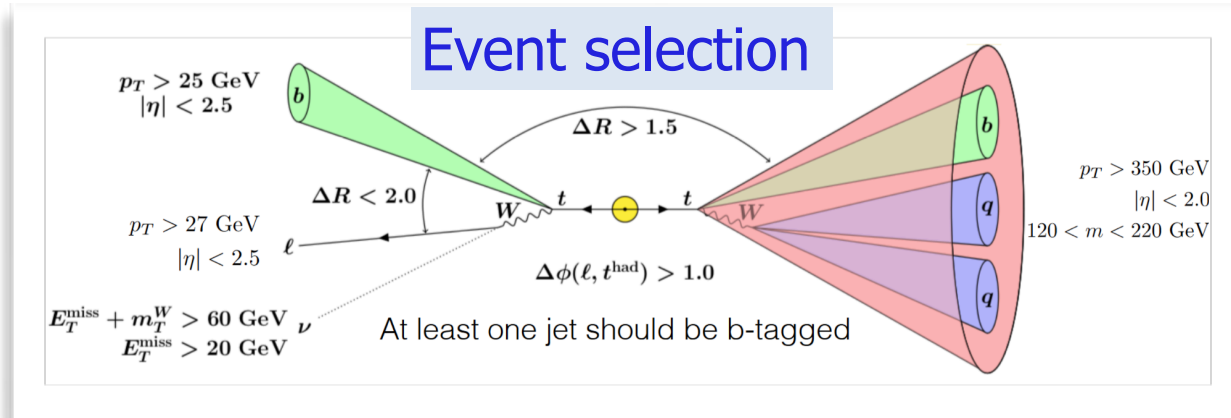 Event selection
p_T > 25 GeV
|η| < 2.5
b
ΔR > 1.5
b
ΔR < 2.0
W
t
t
W
q
p_T > 350 GeV
|η| < 2.0
120 < m < 220 GeV
p_T > 27 GeV
|η| < 2.5
ℓ
Δϕ(ℓ, t^had) > 1.0
q
E_T^miss + m_T^W > 60 GeV
E_T^miss > 20 GeV
ν
At least one jet should be b-tagged